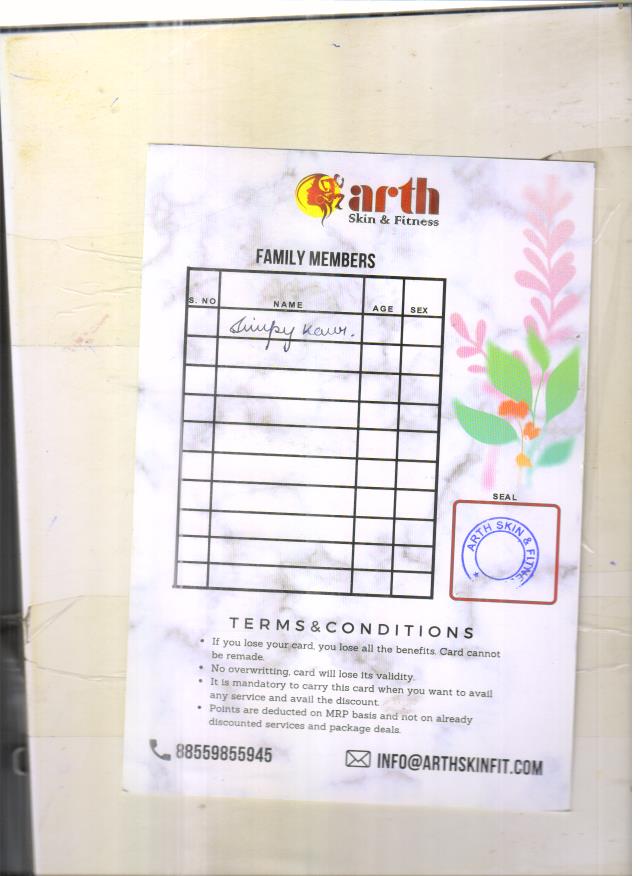 arth
Skin & Fitness
FAMILY MEMBERS
S. NO NAME AGE SEX
Simpy Kaur.
SEAL
ARTH SKIN & FITNE
TERMS&CONDITIONS
• If you lose your card, you lose all the benefits. Card cannot
be remade.
• No overwritting, card will lose its validity.
• It is mandatory to carry this card when you want to avail
any service and avail the discount.
• Points are deducted on MRP basis and not on already
discounted services and package deals.
88559855945
INFO@ARTHSKINFIT.COM